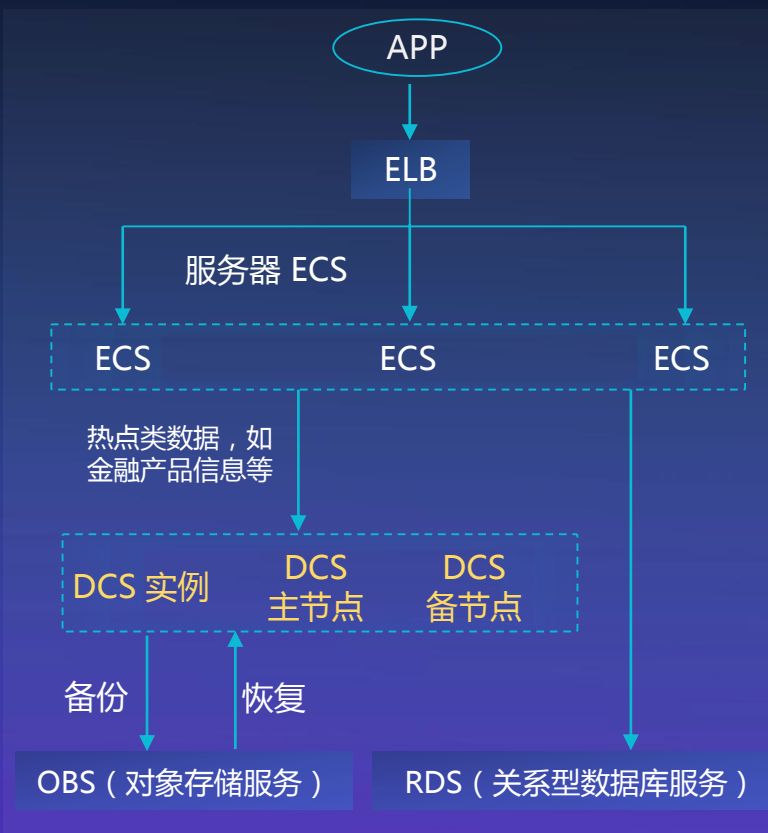 APP
ELB
服务器 ECS
ECS
ECS
ECS
热点类数据，如
金融产品信息等
DCS 实例
DCS
主节点
DCS
备节点
备份
恢复
OBS（对象存储服务）
RDS（关系型数据库服务）